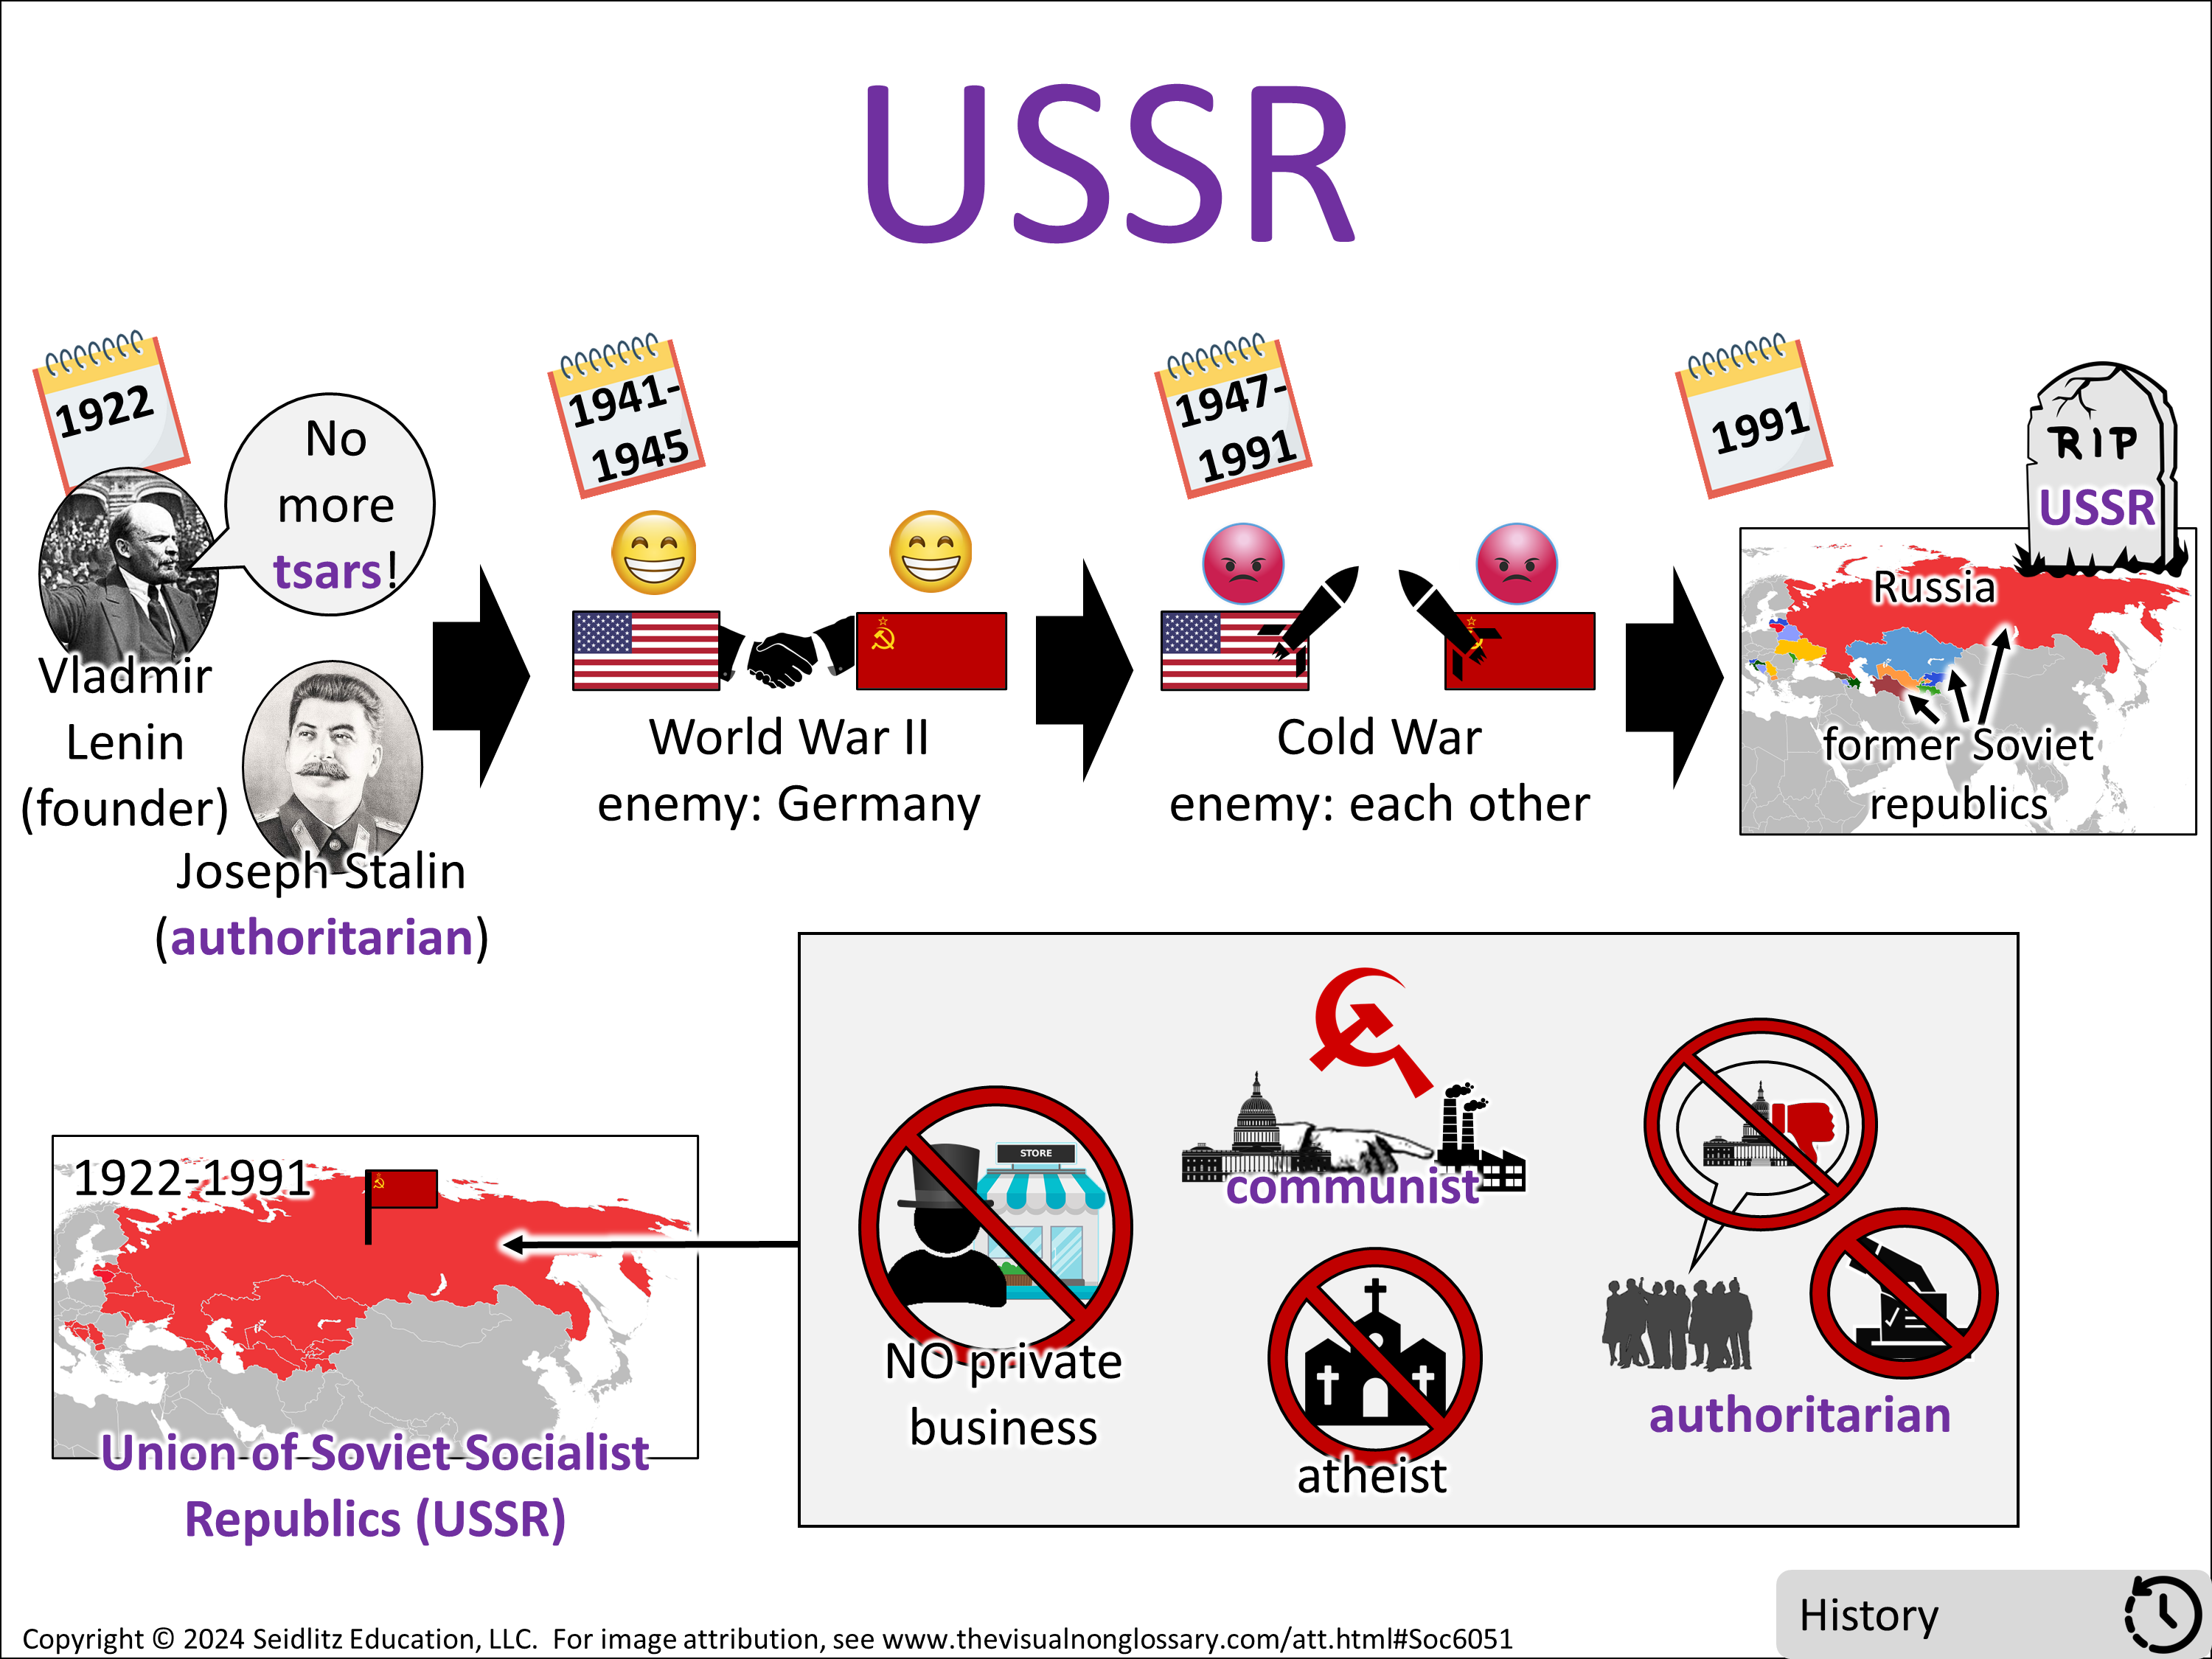 USSR
1922
No
more
tsars!
Vladmir
Lenin
(founder)
Joseph Stalin
(authoritarian)
1941-
1945
World War II
enemy: Germany
1947-
1991
Cold War
enemy: each other
1991
RIP
USSR
Russia
former Soviet
republics
1922-1991
Union of Soviet Socialist
Republics (USSR)
STORE
NO private
business
communist
atheist
authoritarian
History
Copyright © 2024 Seidlitz Education, LLC.  For image attribution, see www.thevisualnonglossary.com/att.html#Soc6051